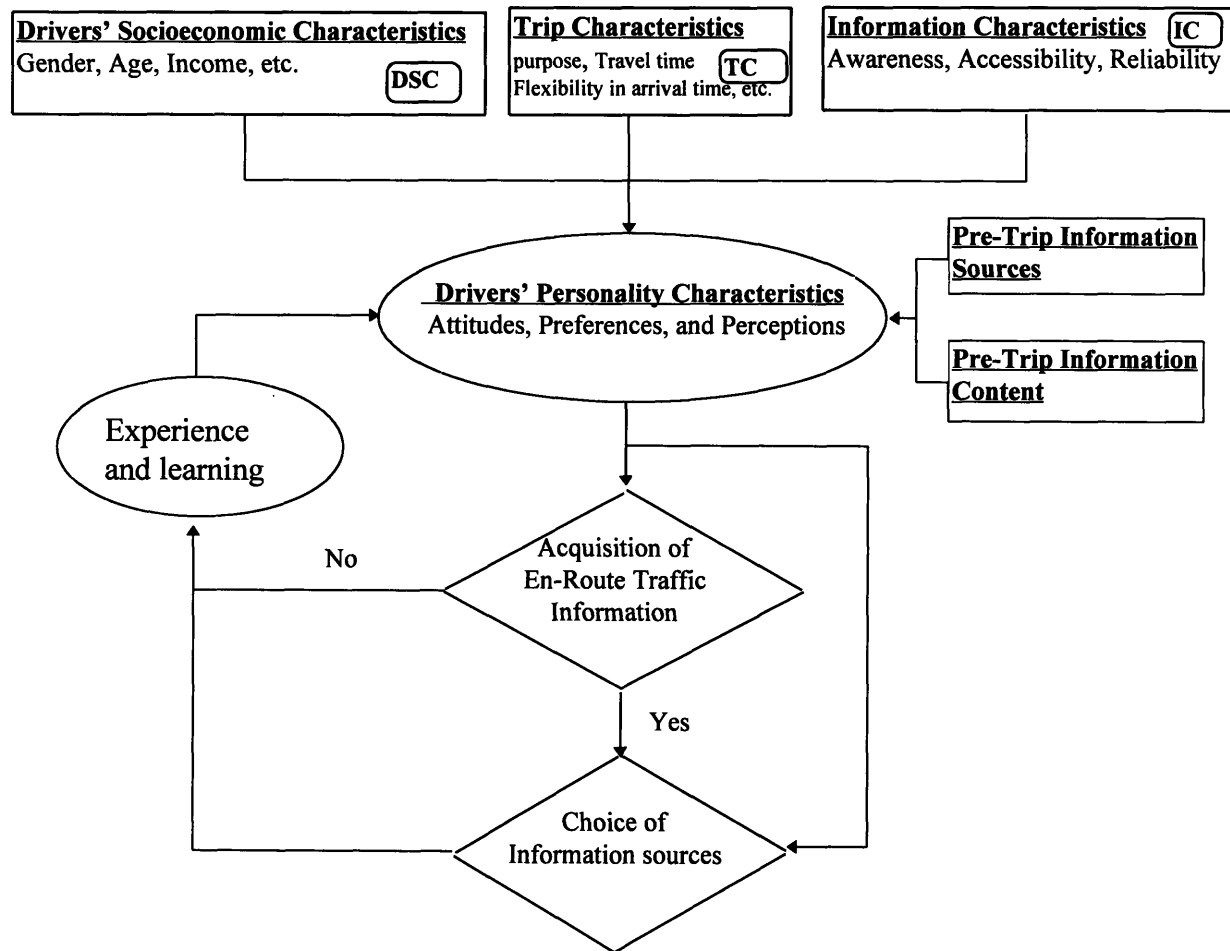 Drivers' Socioeconomic Characteristics
Gender, Age, Income, etc.
DSC
Trip Characteristics
purpose, Travel time
TC
Flexibility in arrival time, etc.
Information Characteristics
IC
Awareness, Accessibility, Reliability
Drivers' Personality Characteristics
Attitudes, Preferences, and Perceptions
Pre-Trip Information
Sources
Pre-Trip Information
Content
Experience
and learning
No
Acquisition of
En-Route Traffic
Information
Yes
Choice of
Information sources